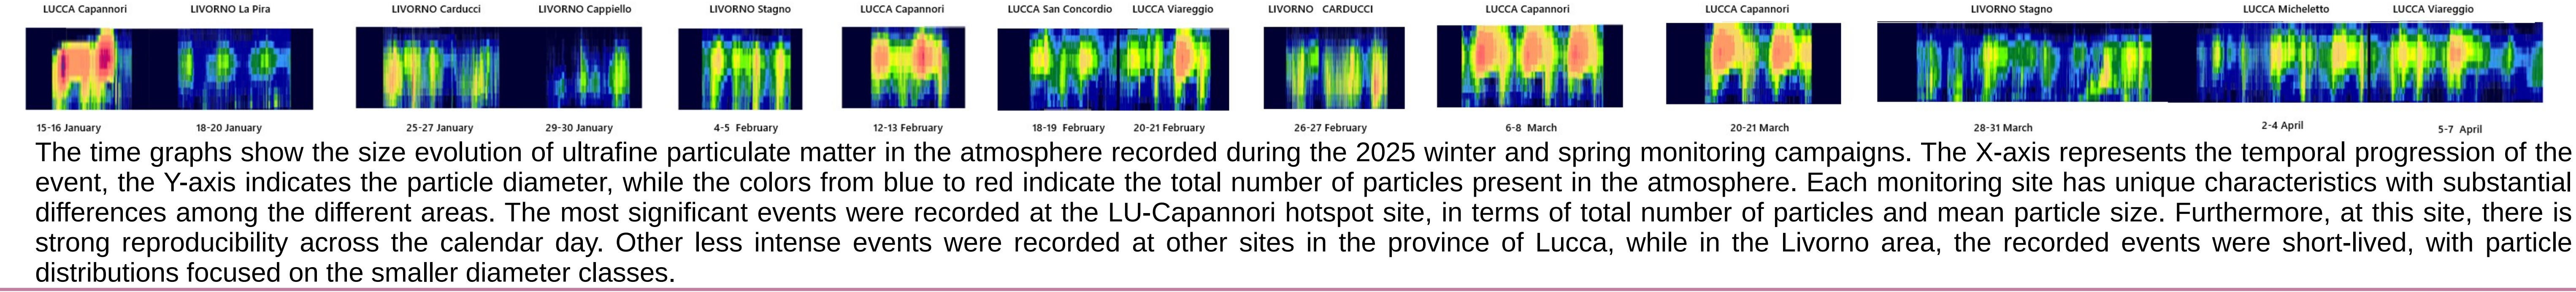 LUCCA Capannori LIVORNO La Pira LIVORNO Carducci LIVORNO Cappiello LIVORNO Stagno LUCCA Capannori LUCCA San Concordio LUCCA Viareggio LIVORNO CARDUCCI LUCCA Capannori LUCCA Capannori LIVORNO Stagno LUCCA Micheletto LUCCA Viareggio
15-16 January 18-20 January 25-27 January 29-30 January 4-5 February 12-13 February 18-19 February 20-21 February 26-27 February 6-8 March 20-21 March 28-31 March 2-4 April 5-7 April
The time graphs show the size evolution of ultrafine particulate matter in the atmosphere recorded during the 2025 winter and spring monitoring campaigns. The X-axis represents the temporal progression of the
event, the Y-axis indicates the particle diameter, while the colors from blue to red indicate the total number of particles present in the atmosphere. Each monitoring site has unique characteristics with substantial
differences among the different areas. The most significant events were recorded at the LU-Capannori hotspot site, in terms of total number of particles and mean particle size. Furthermore, at this site, there is
strong reproducibility across the calendar day. Other less intense events were recorded at other sites in the province of Lucca, while in the Livorno area, the recorded events were short-lived, with particle
distributions focused on the smaller diameter classes.